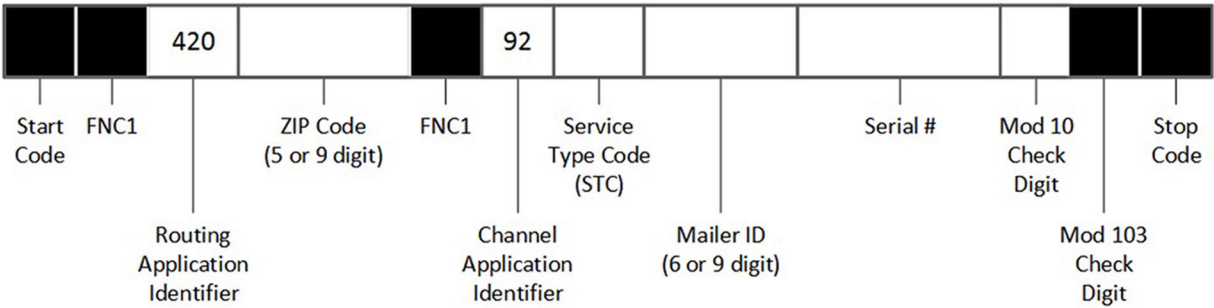 420
92
Start
Code
FNC1
ZIP Code
(5 or 9 digit)
FNC1
Service
Type Code
(STC)
Serial #
Mod 10
Check
Digit
Stop
Code
Routing
Application
Identifier
Channel
Application
Identifier
Mailer ID
(6 or 9 digit)
Mod 103
Check
Digit